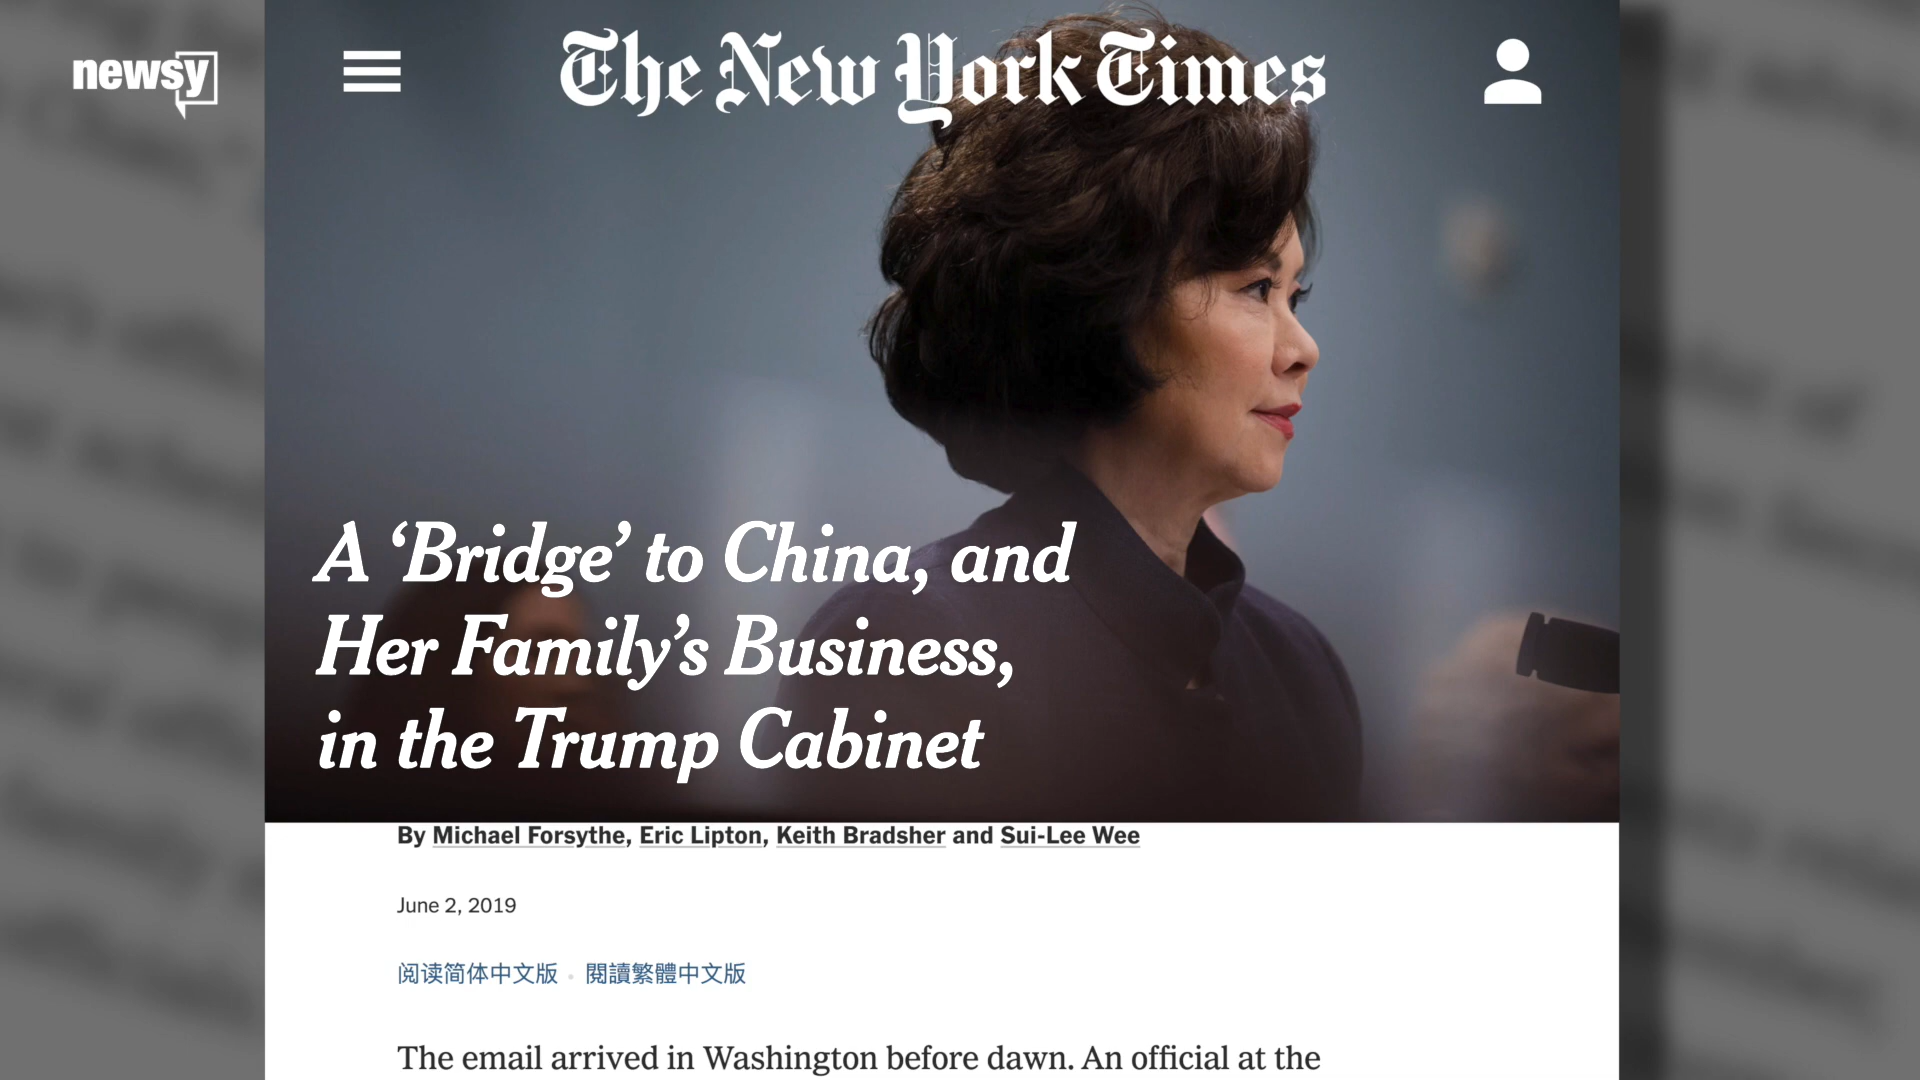 newsy
The New York Times
A ‘Bridge’ to China, and
Her Family’s Business,
in the Trump Cabinet
By Michael Forsythe, Eric Lipton, Keith Bradsher and Sui-Lee Wee
June 2, 2019
阅读简体中文版 • 閱讀繁體中文版
The email arrived in Washington before dawn. An official at the